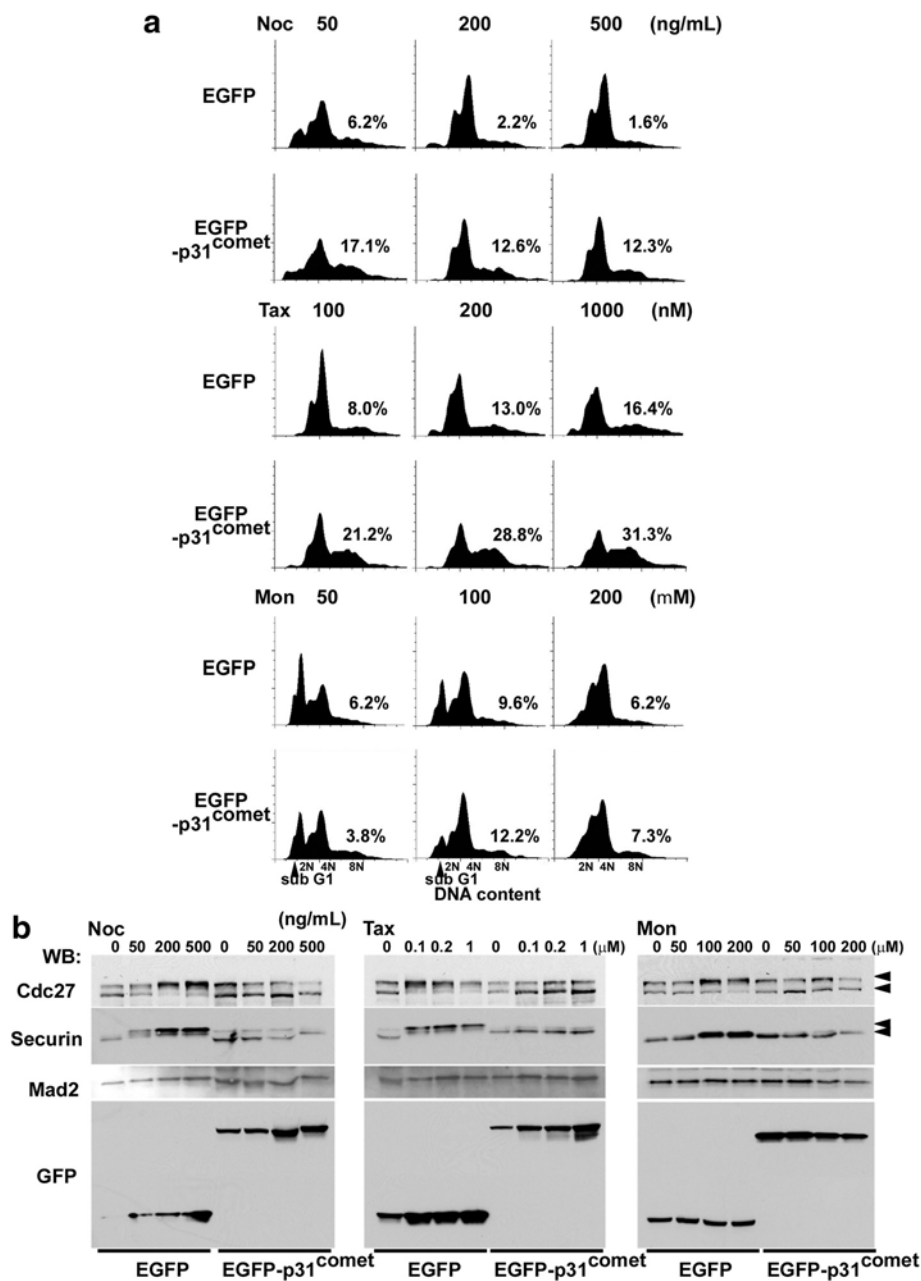 a
Noc 50 200 500 (ng/mL)
EGFP
6.2% 2.2% 1.6%
EGFP
-p31comet
17.1% 12.6% 12.3%
Tax 100 200 1000 (nM)
EGFP
8.0% 13.0% 16.4%
EGFP
-p31comet
21.2% 28.8% 31.3%
Mon 50 100 200 (mM)
EGFP
6.2% 9.6% 6.2%
EGFP
-p31comet
3.8% 12.2% 7.3%
2N 4N 8N 2N 4N 8N 2N 4N 8N
sub G1 sub G1
DNA content
b
Noc (ng/mL) Tax Mon
0 50 200 500 0 50 200 500 0 0.1 0.2 1 0 0.1 0.2 1 (µM) 0 50 100 200 0 50 100 200 (µM)
WB:
Cdc27
Securin
Mad2
GFP
EGFP EGFP-p31comet EGFP EGFP-p31comet EGFP EGFP-p31comet